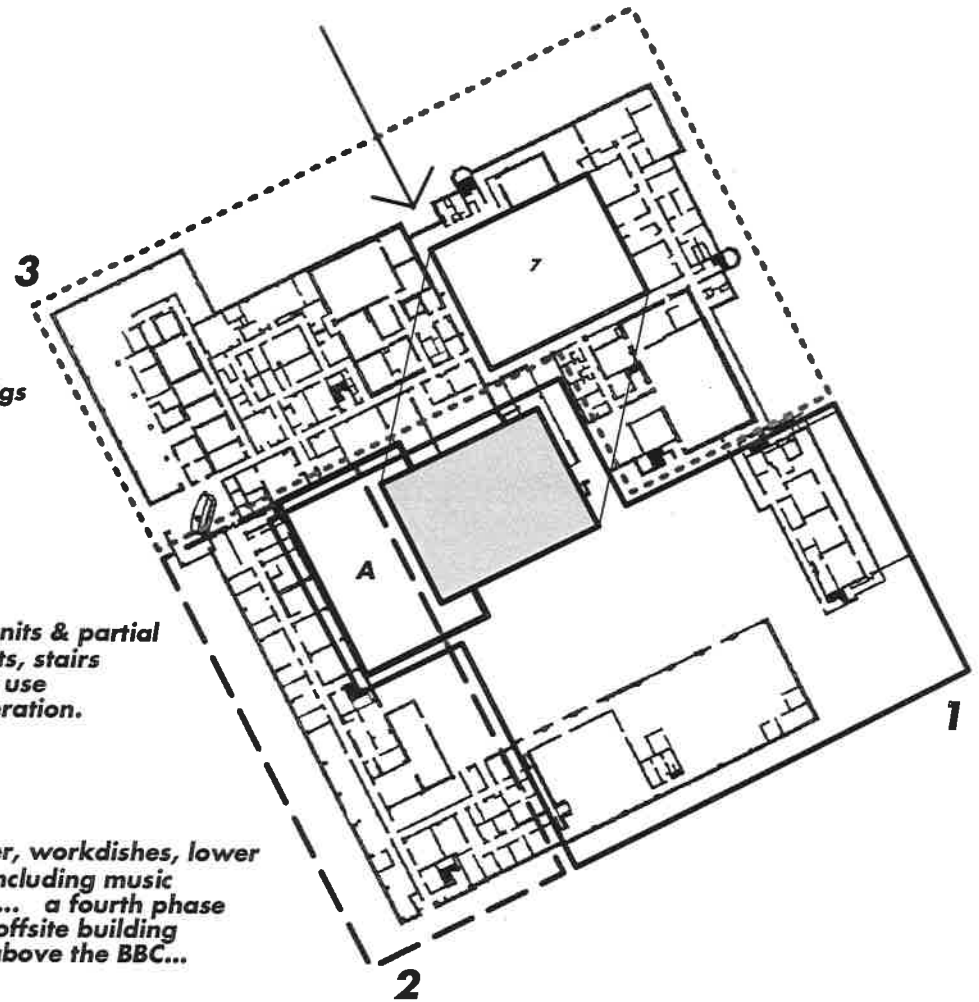 3
gs
nits & partial
ts, stairs
use
eration.
7
A
1
er, workdishes, lower
ncluding music
... a fourth phase
offsite building
above the BBC...
2